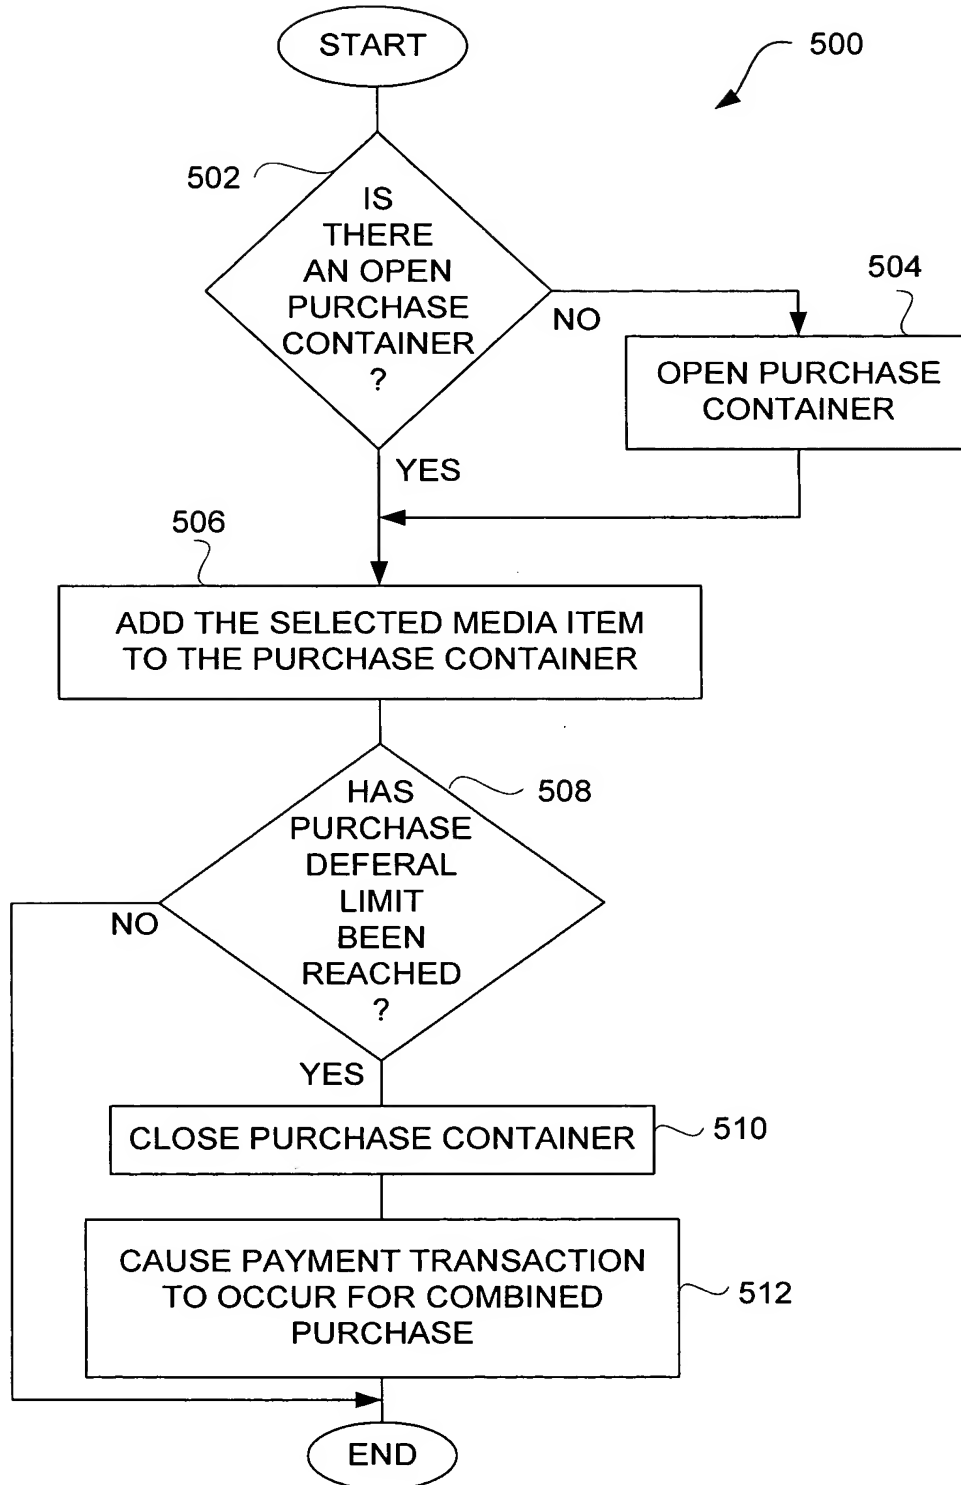 START
500
502
IS
THERE
AN OPEN
PURCHASE
CONTAINER
?
NO
504
OPEN PURCHASE
CONTAINER
YES
506
ADD THE SELECTED MEDIA ITEM
TO THE PURCHASE CONTAINER
508
HAS
PURCHASE
DEFERAL
LIMIT
BEEN
REACHED
?
NO
YES
CLOSE PURCHASE CONTAINER
510
CAUSE PAYMENT TRANSACTION
TO OCCUR FOR COMBINED
PURCHASE
512
END